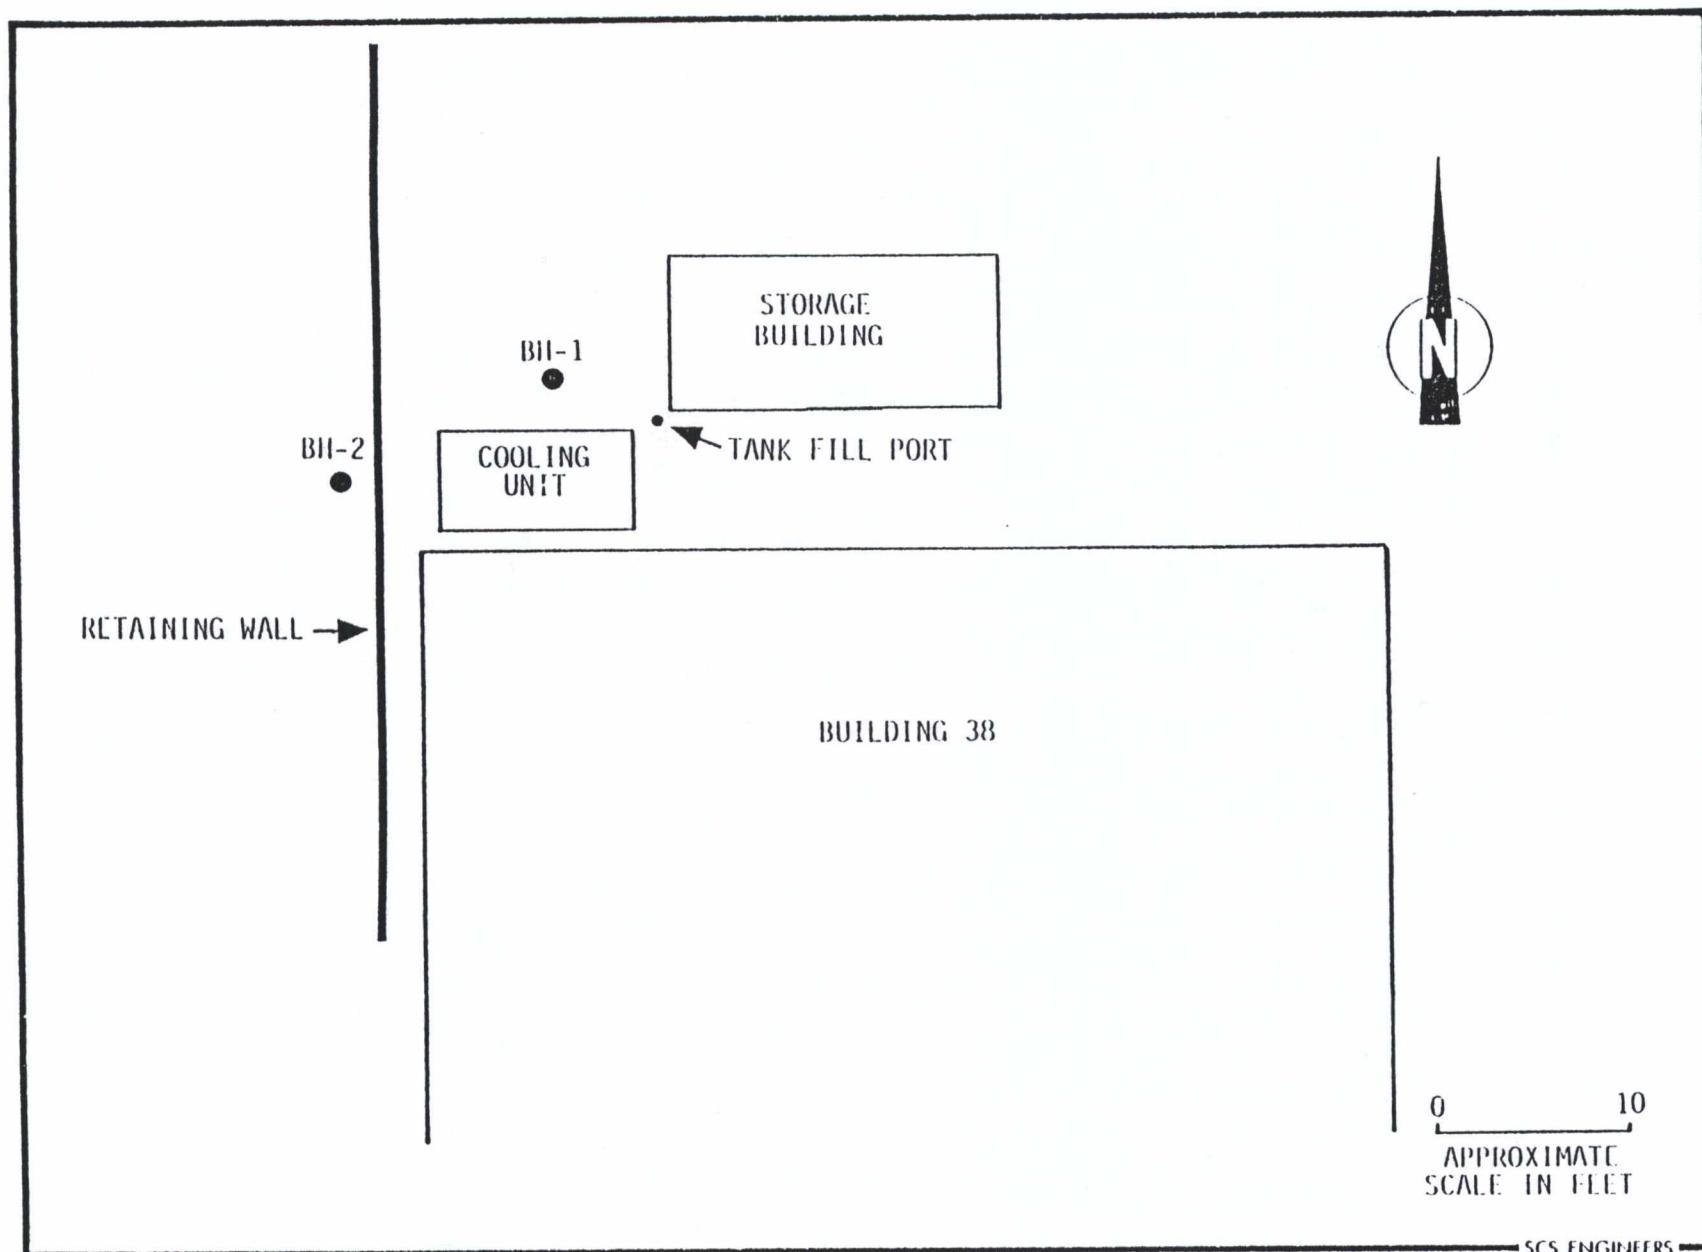 STORAGE
BUILDING
BH-1
TANK FILL PORT
BH-2
COOLING
UNIT
RETAINING WALL
BUILDING 38
N
0 10
APPROXIMATE
SCALE IN FEET
SCS ENGINEERS